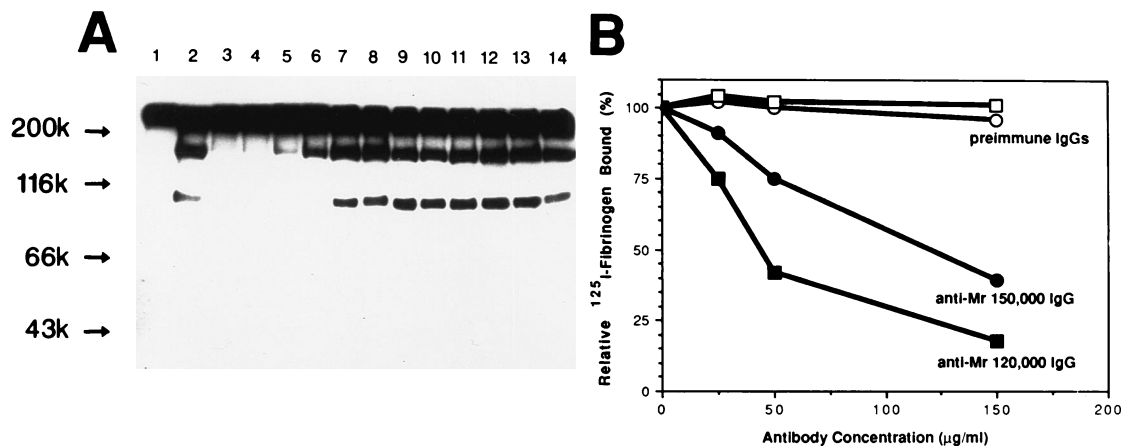 A
1 2 3 4 5 6 7 8 9 10 11 12 13 14
200k →
116k →
66k →
43k →
B
Relative ¹²⁵I-Fibrinogen Bound (%)
100
75
50
25
0
preimmune IgGs
anti-Mr 150,000 IgG
anti-Mr 120,000 IgG
0 50 100 150 200
Antibody Concentration (μg/ml)